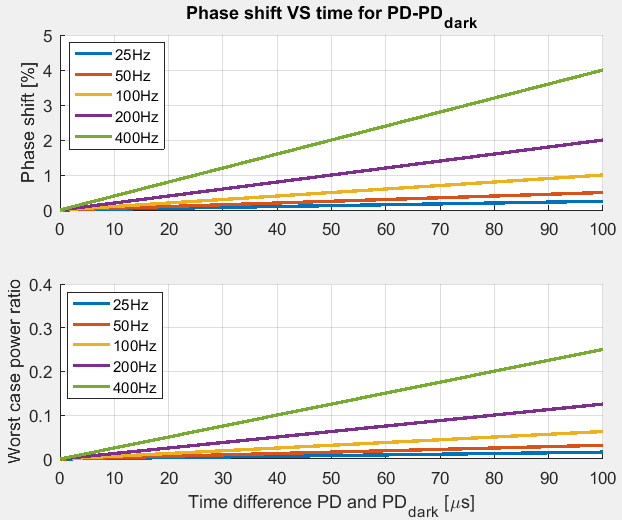 Phase shift VS time for PD-PDdark
5
4
3
2
1
0
Phase shift [%]
25Hz
50Hz
100Hz
200Hz
400Hz
0 10 20 30 40 50 60 70 80 90 100
0.4
0.3
0.2
0.1
0
Worst case power ratio
25Hz
50Hz
100Hz
200Hz
400Hz
0 10 20 30 40 50 60 70 80 90 100
Time difference PD and PDdark [μs]